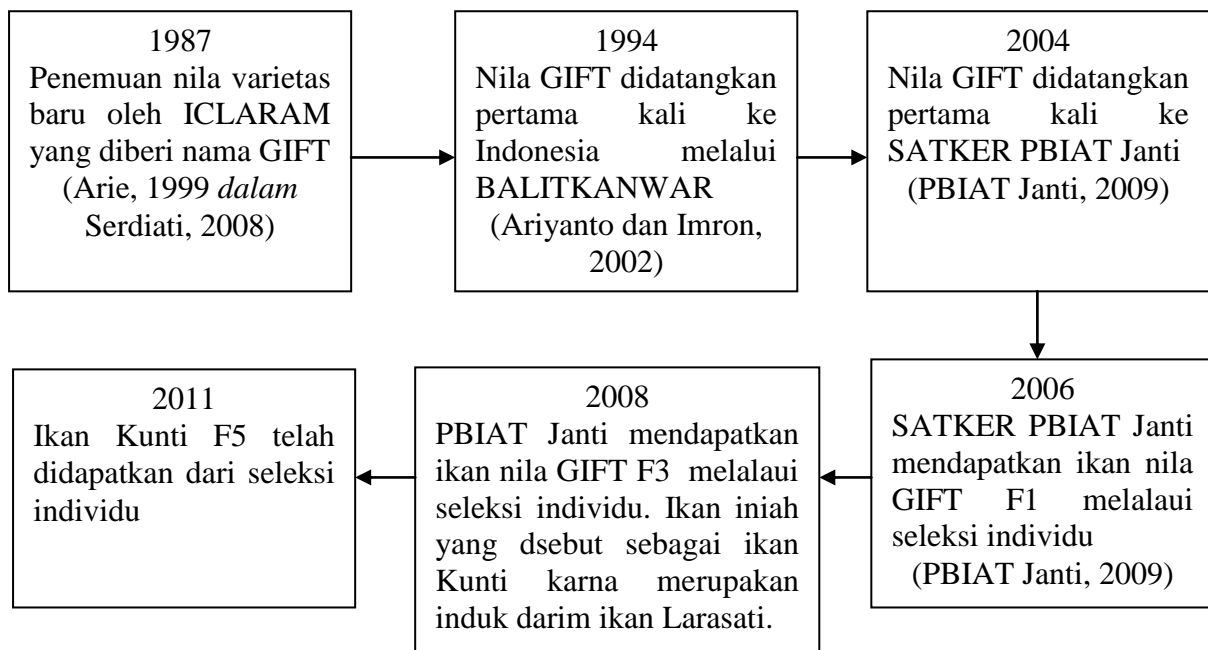 1987
Penemuan nila varietas
baru oleh ICLARAM
yang diberi nama GIFT
(Arie, 1999 dalam
Serdiati, 2008)
1994
Nila GIFT didatangkan
pertama kali ke
Indonesia melalui
BALITKANWAR
(Ariyanto dan Imron,
2002)
2004
Nila GIFT didatangkan
pertama kali ke
SATKER PBIAT Janti
(PBIAT Janti, 2009)
2006
SATKER PBIAT Janti
mendapatkan ikan nila
GIFT F1 melalaui
seleksi individu
(PBIAT Janti, 2009)
2008
PBIAT Janti mendapatkan
ikan nila GIFT F3 melalaui
seleksi individu. Ikan iniah
yang dsebut sebagai ikan
Kunti karna merupakan
induk darim ikan Larasati.
2011
Ikan Kunti F5 telah
didapatkan dari seleksi
individu